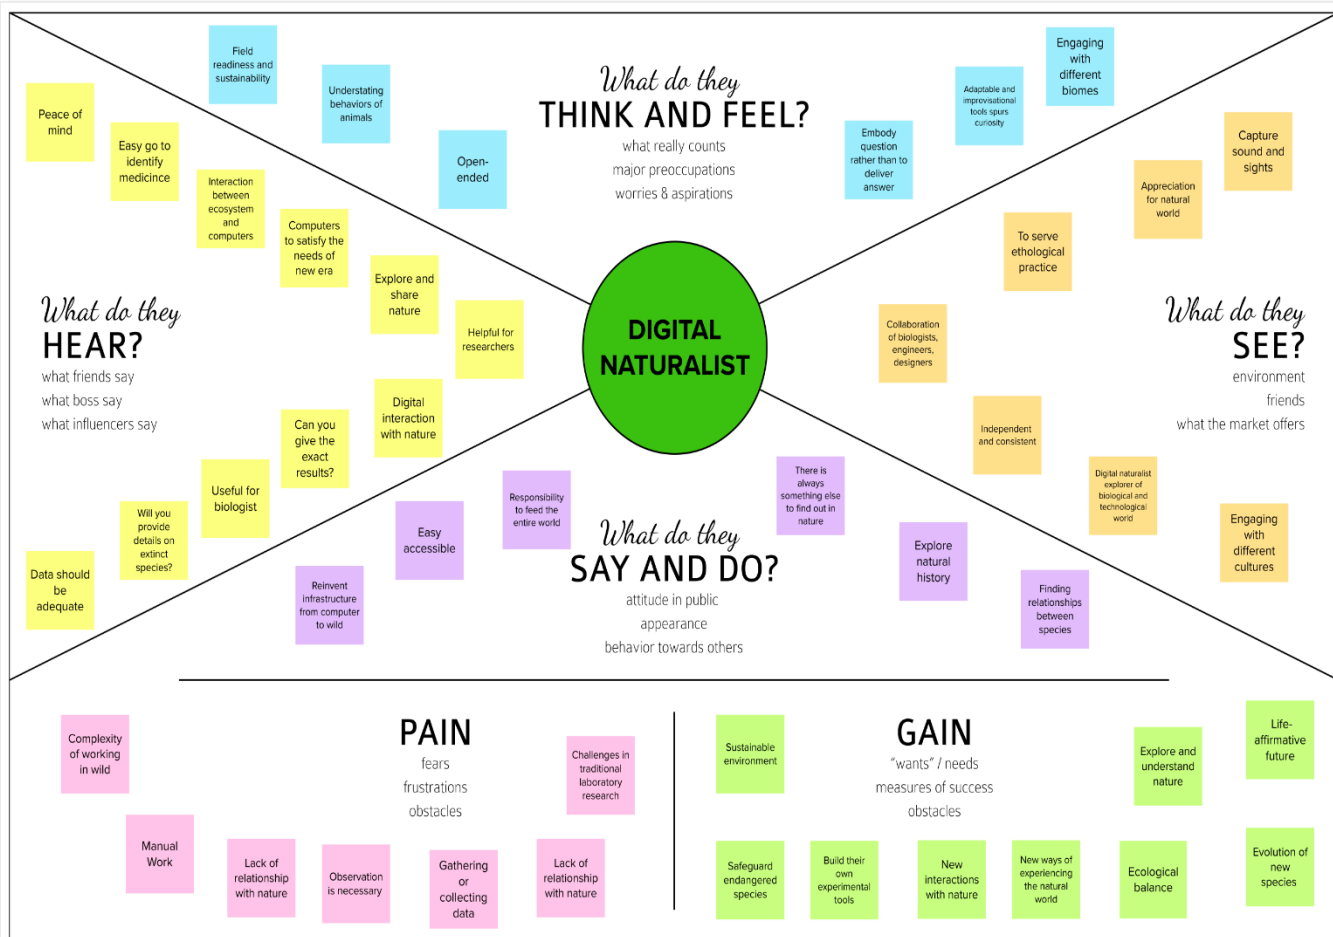 What do they
THINK AND FEEL?
what really counts
major preoccupations
worries & aspirations
Field
readiness and
sustainability
Understating
behaviors of
animals
Open-
ended
Embody
question
rather than to
deliver
answer
Adaptable and
improvisational
tools spurs
curiosity
Engaging
with
different
biomes
What do they
HEAR?
what friends say
what boss say
what influencers say
Peace of
mind
Easy go to
identify
medicince
Interaction
between
ecosystem
and
computers
Computers
to satisfy the
needs of
new era
Explore and
share
nature
Helpful for
researchers
Digital
interaction
with nature
Can you
give the
exact
results?
Useful for
biologist
Will you
provide
details on
extinct
species?
Data should
be
adequate
DIGITAL
NATURALIST
What do they
SEE?
environment
friends
what the market offers
Capture
sound and
sights
Appreciation
for natural
world
To serve
ethological
practice
Collaboration
of biologists,
engineers,
designers
Independent
and consistent
Digital naturalist
explorer of
biological and
technological
world
Engaging
with
different
cultures
What do they
SAY AND DO?
attitude in public
appearance
behavior towards others
Reinvent
infrastructure
from computer
to wild
Easy
accessible
Responsibility
to feed the
entire world
There is
always
something else
to find out in
nature
Explore
natural
history
Finding
relationships
between
species
PAIN
fears
frustrations
obstacles
Complexity
of working
in wild
Manual
Work
Lack of
relationship
with nature
Observation
is necessary
Gathering
or
collecting
data
Lack of
relationship
with nature
Challenges in
traditional
laboratory
research
GAIN
"wants" / needs
measures of success
obstacles
Sustainable
environment
Safeguard
endangered
species
Build their
own
experimental
tools
New
interactions
with nature
New ways of
experiencing
the natural
world
Ecological
balance
Explore and
understand
nature
Life-
affirmative
future
Evolution of
new
species